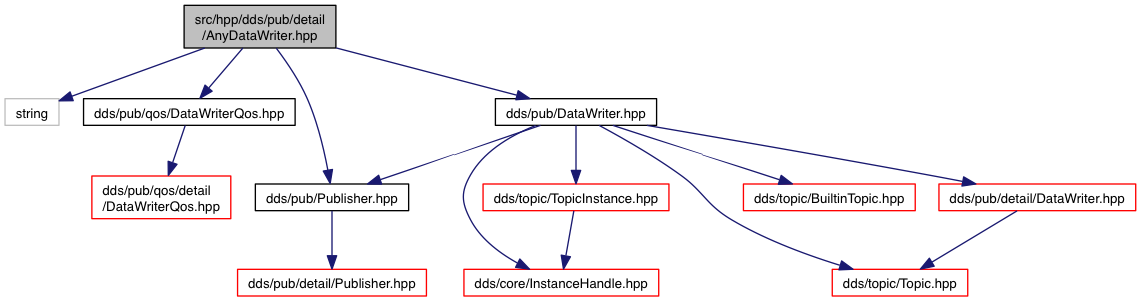 src/hpp/dds/pub/detail
/AnyDataWriter.hpp
string
dds/pub/qos/DataWriterQos.hpp
dds/pub/DataWriter.hpp
dds/pub/qos/detail
/DataWriterQos.hpp
dds/pub/Publisher.hpp
dds/topic/TopicInstance.hpp
dds/topic/BuiltinTopic.hpp
dds/pub/detail/DataWriter.hpp
dds/pub/detail/Publisher.hpp
dds/core/InstanceHandle.hpp
dds/topic/Topic.hpp